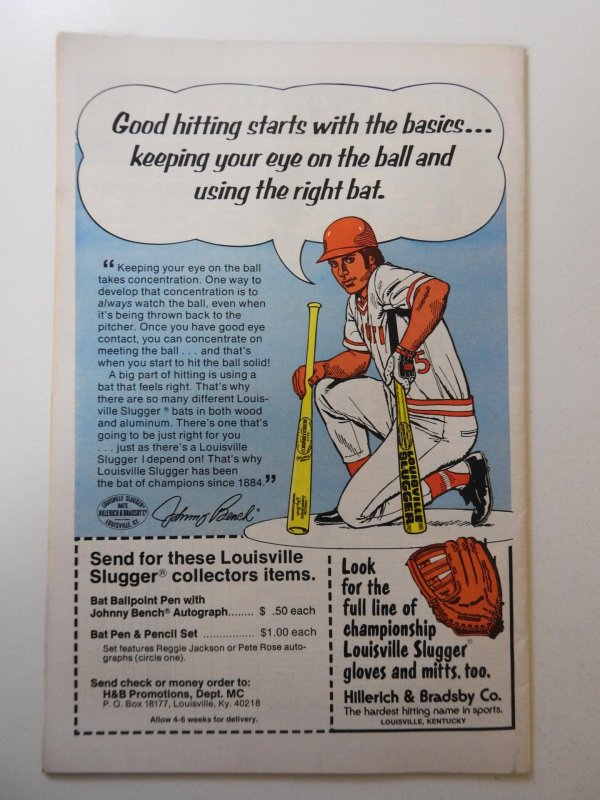 Good hitting starts with the basics...
keeping your eye on the ball and
using the right bat.
“ Keeping your eye on the ball
takes concentration. One way to
develop that concentration is to
always watch the ball, even when
it's being thrown back to the
pitcher. Once you have good eye
contact, you can concentrate on
meeting the ball . . . and that's
when you start to hit the ball solid!
A big part of hitting is using a
bat that feels right. That's why
there are so many different Louis-
ville Slugger® bats in both wood
and aluminum. There's one that's
going to be just right for you
. . . just as there's a Louisville
Slugger I depend on! That's why
Louisville Slugger has been
the bat of champions since 1884.”
LOUISVILLE SLUGGER
BATS
HILLERICH & BRADSBY Co
LOUISVILLE, KY.
Johnny Bench
5
LOUISVILLE
SLUGGER
Send for these Louisville
Slugger® collectors items.
Bat Ballpoint Pen with
Johnny Bench® Autograph........ $ .50 each
Bat Pen & Pencil Set ............... $1.00 each
Set features Reggie Jackson or Pete Rose auto-
graphs (circle one).
Send check or money order to:
H&B Promotions, Dept. MC
P. O. Box 18177, Louisville, Ky. 40218
Allow 4-6 weeks for delivery.
Look
for the
full line of
championship
Louisville Slugger®
gloves and mitts, too.
Hillerich & Bradsby Co.
The hardest hitting name in sports.
LOUISVILLE, KENTUCKY